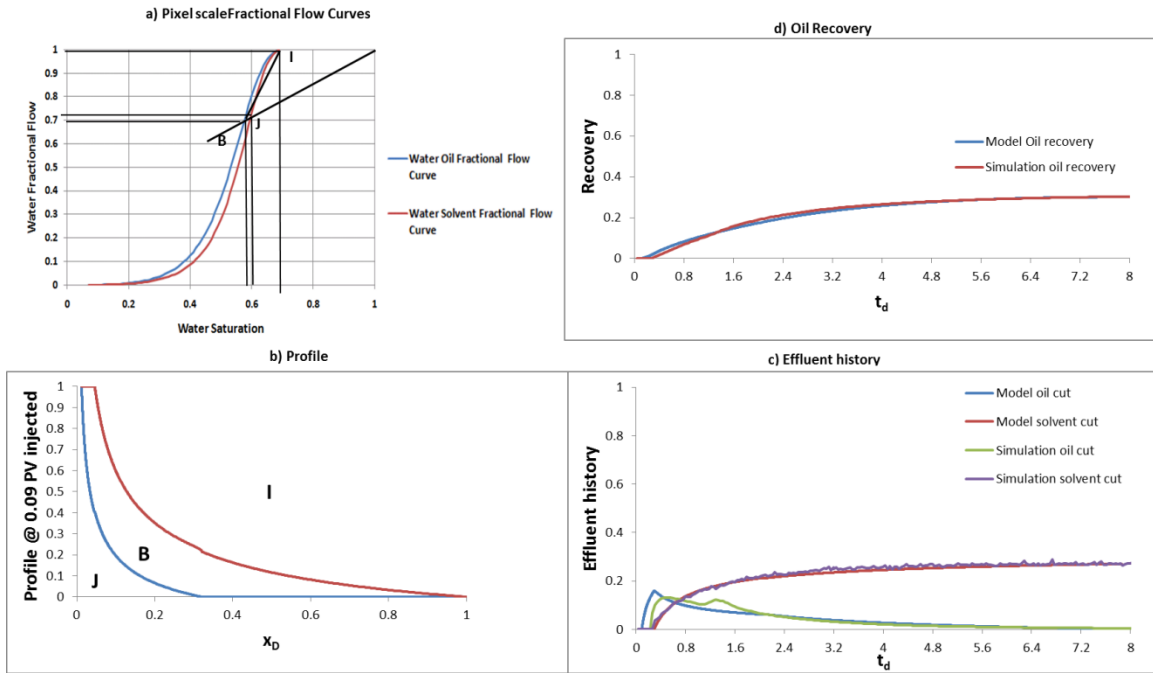 a) Pixel scaleFractional Flow Curves
Water Fractional Flow
1
0.9
0.8
0.7
0.6
0.5
0.4
0.3
0.2
0.1
0
0 0.2 0.4 0.6 0.8 1
Water Saturation
I
J
B
Water Oil Fractional Flow
Curve
Water Solvent Fractional Flow
Curve
d) Oil Recovery
Recovery
1
0.8
0.6
0.4
0.2
0
0.8 1.6 2.4 3.2 4 4.8 5.6 6.4 7.2 8
t_d
Model Oil recovery
Simulation oil recovery
b) Profile
Profile @ 0.09 PV injected
1
0.9
0.8
0.7
0.6
0.5
0.4
0.3
0.2
0.1
0
0 0.2 0.4 0.6 0.8 1
x_D
I
B
J
c) Effluent history
Effluent history
1
0.8
0.6
0.4
0.2
0
0 0.8 1.6 2.4 3.2 4 4.8 5.6 6.4 7.2 8
t_d
Model oil cut
Model solvent cut
Simulation oil cut
Simulation solvent cut